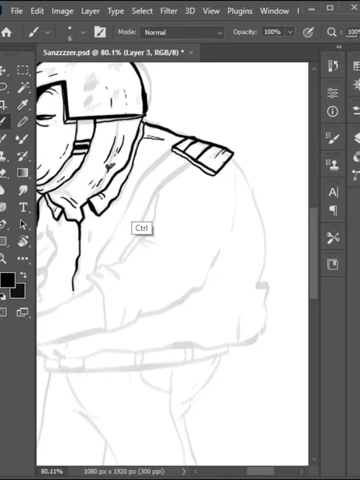 File Edit Image Layer Type Select Filter 3D View Plugins Window
6 Mode: Normal Opacity: 100%
Sanzzzzer.psd @ 80.1% (Layer 3, RGB/8) * ×
Ctrl
80.11% 1080 px x 1920 px (300 ppi)